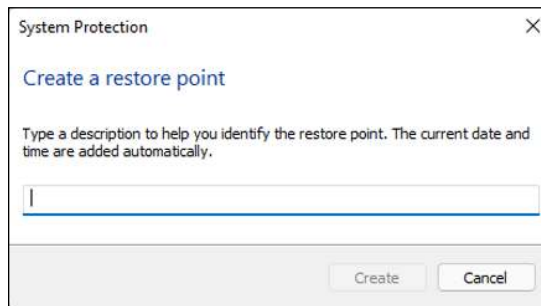 System Protection
Create a restore point
Type a description to help you identify the restore point. The current date and
time are added automatically.
Create
Cancel